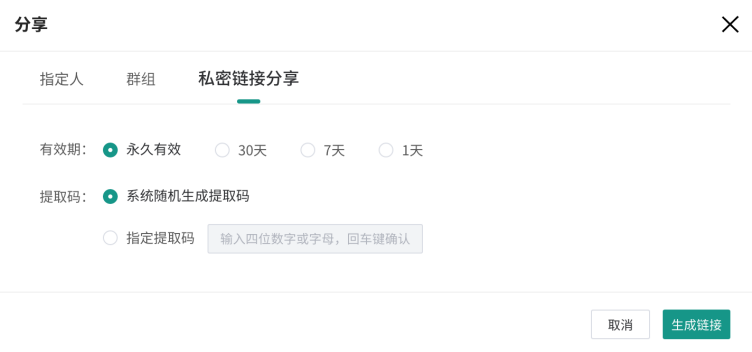 分享
指定人 群组 私密链接分享
有效期： 永久有效 30天 7天 1天
提取码： 系统随机生成提取码
指定提取码 输入四位数字或字母，回车键确认
取消 生成链接